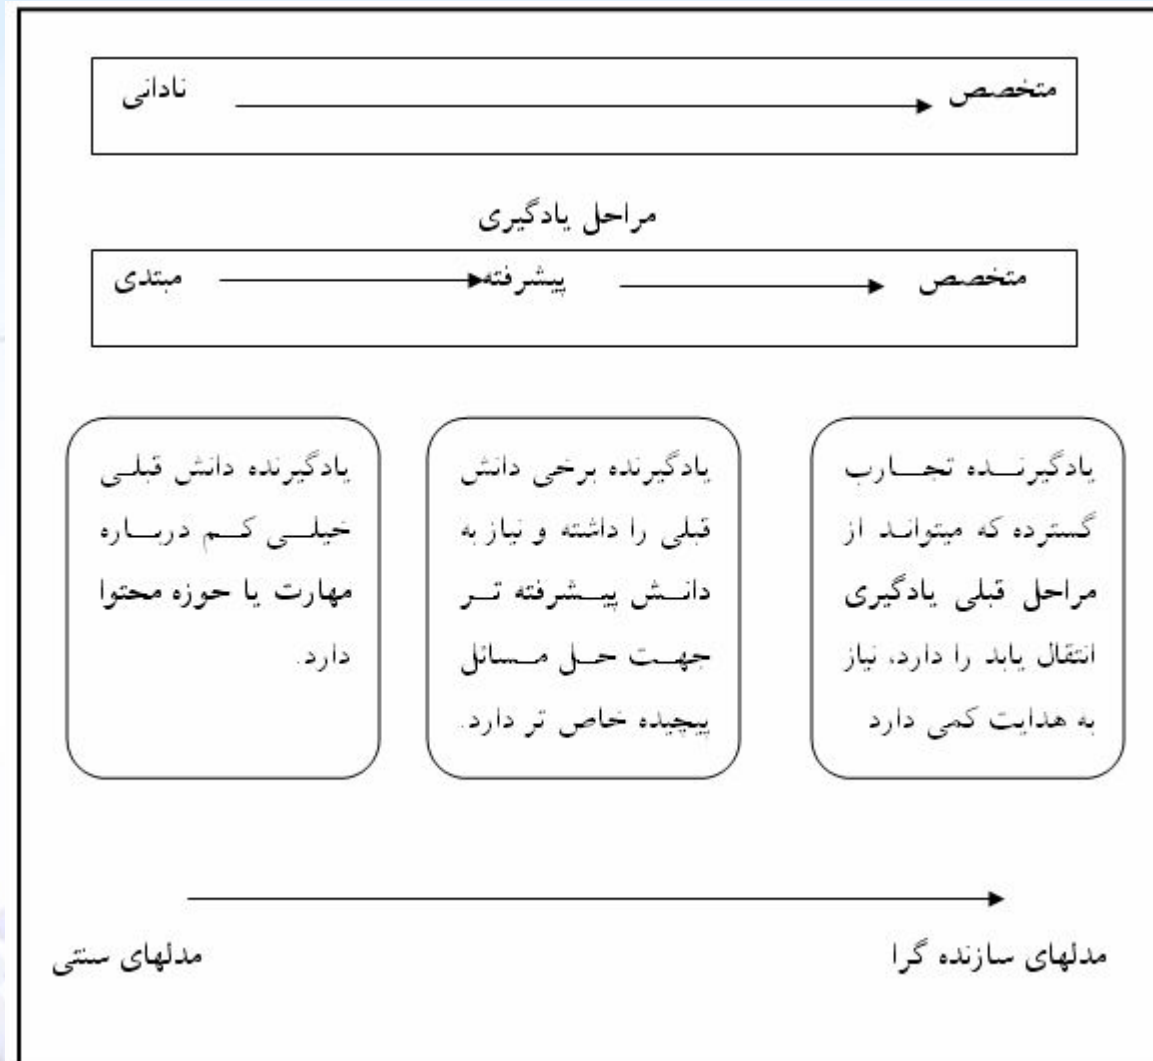 نادانی
متخصص
مراحل یادگیری
مبتدی
پیشرفته
متخصص
یادگیرنده دانش قبلی
خیلی کم درباره
مهارت یا حوزه محتوا
دارد.
یادگیرنده برخی دانش
قبلی را داشته و نیاز به
دانش پیشرفته تر
جهت حل مسائل
پیچیده خاص تر دارد.
یادگیرنده تجارب
گسترده که میتواند از
مراحل قبلی یادگیری
انتقال یابد را دارد، نیاز
به هدایت کمی دارد
مدلهای سنتی
مدلهای سازنده گرا